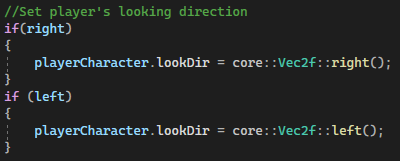 //Set player's looking direction
if(right)
{
    playerCharacter.lookDir = core::Vec2f::right();
}
if (left)
{
    playerCharacter.lookDir = core::Vec2f::left();
}